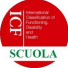 ICF
International
Classification of
Functioning,
Disability
and
Health
SCUOLA